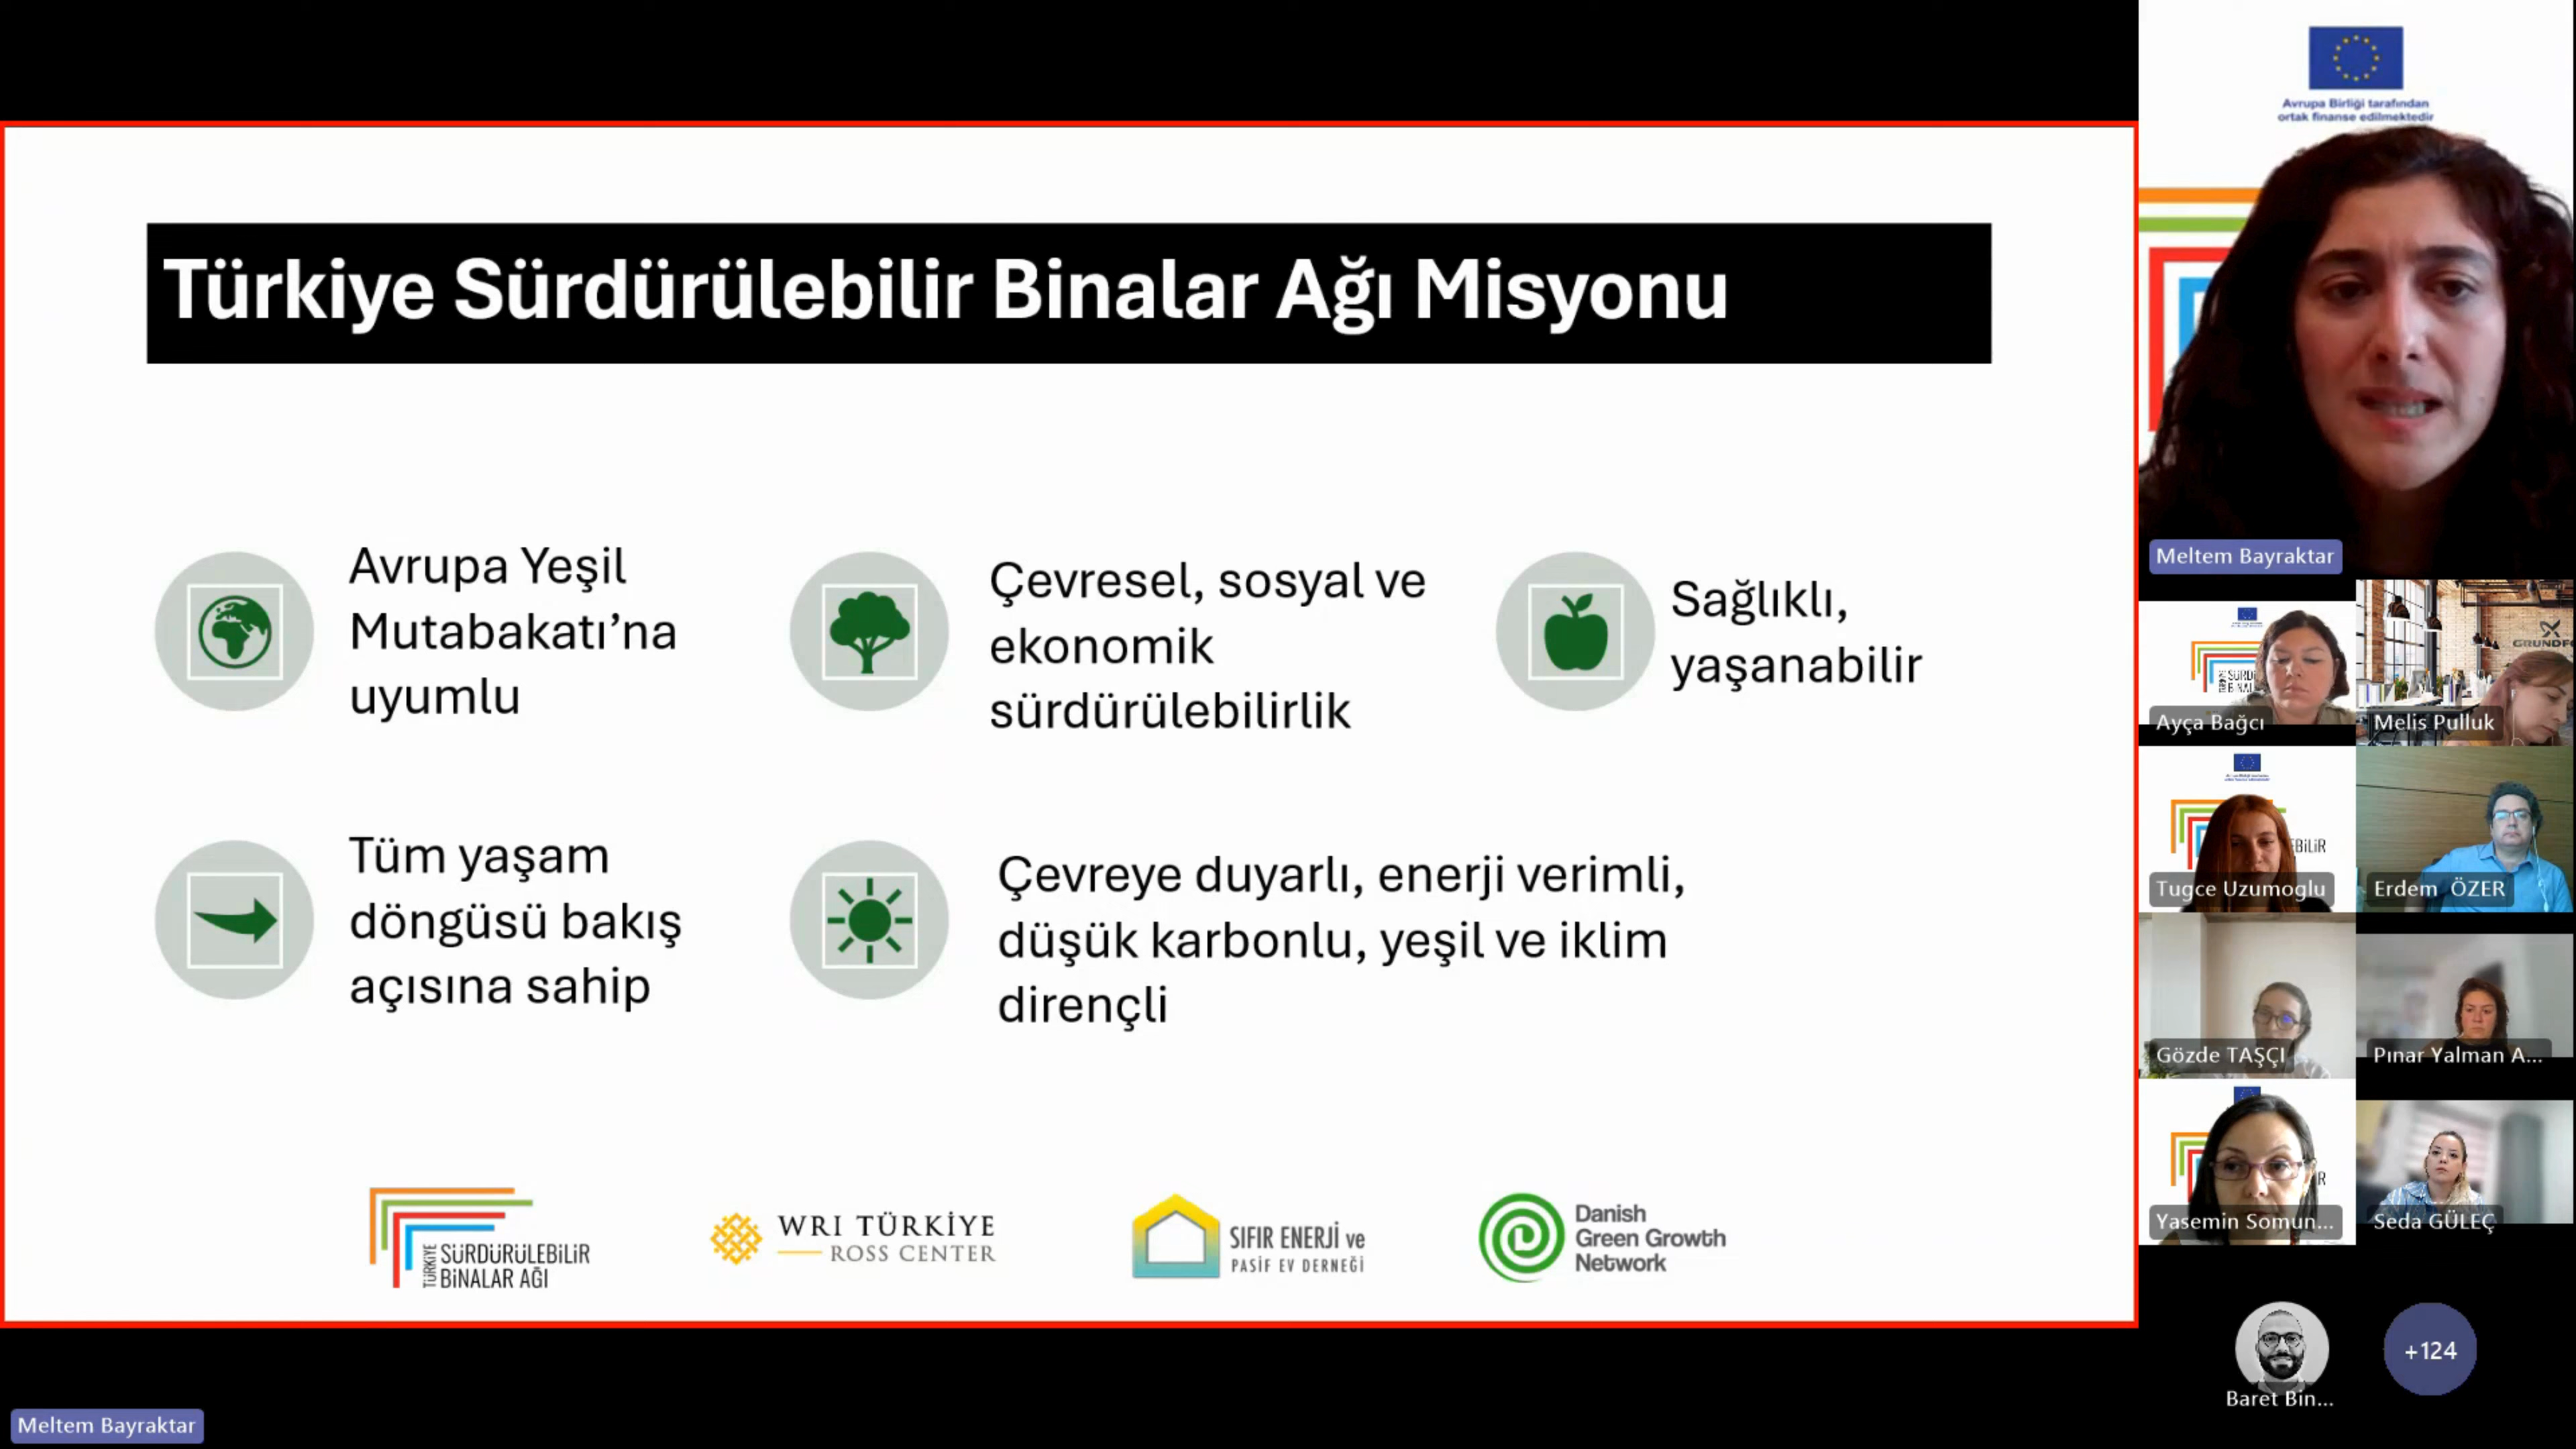 Türkiye Sürdürülebilir Binalar Ağı Misyonu
Avrupa Yeşil
Mutabakatı'na
uyumlu
Çevresel, sosyal ve
ekonomik
sürdürülebilirlik
Sağlıklı,
yaşanabilir
Tüm yaşam
döngüsü bakış
açısına sahip
Çevreye duyarlı, enerji verimli,
düşük karbonlu, yeşil ve iklim
dirençli
TÜRKİYE
SÜRDÜRÜLEBİLİR
BİNALAR AĞI
WRI TÜRKİYE
ROSS CENTER
SIFIR ENERJİ ve
PASİF EV DERNEĞİ
Danish
Green Growth
Network
Meltem Bayraktar
Avrupa Birliği tarafından
ortak finanse edilmektedir
Meltem Bayraktar
Ayça Bağcı
GRUNDF
Melis Pulluk
Tugce Uzumoglu
Erdem ÖZER
Gözde TAŞÇI
Pınar Yalman A...
Yasemin Somun...
Seda GÜLEÇ
Baret Bin...
+124